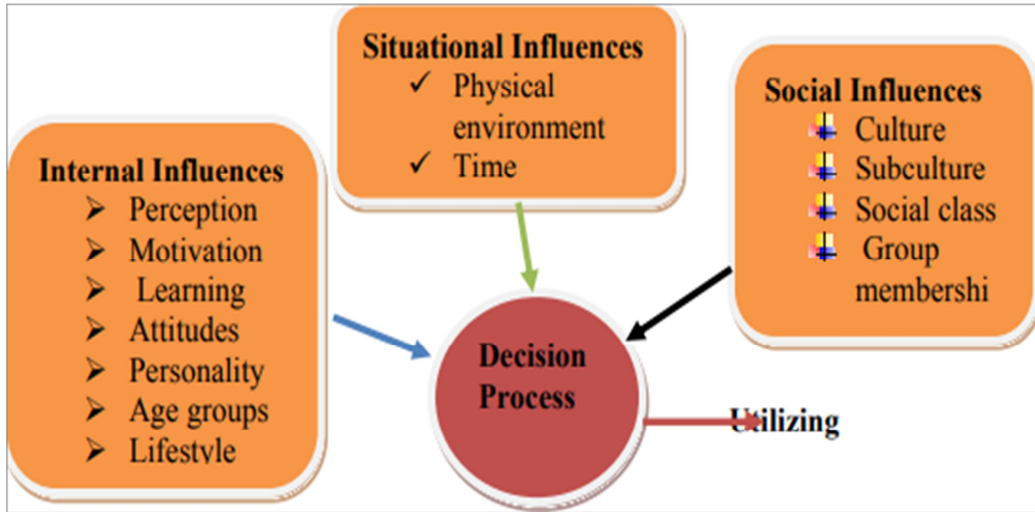 Situational Influences
✓ Physical
environment
✓ Time
Social Influences
Culture
Subculture
Social class
Group
membershi
Internal Influences
➢ Perception
➢ Motivation
➢ Learning
➢ Attitudes
➢ Personality
➢ Age groups
➢ Lifestyle
Decision
Process
Utilizing